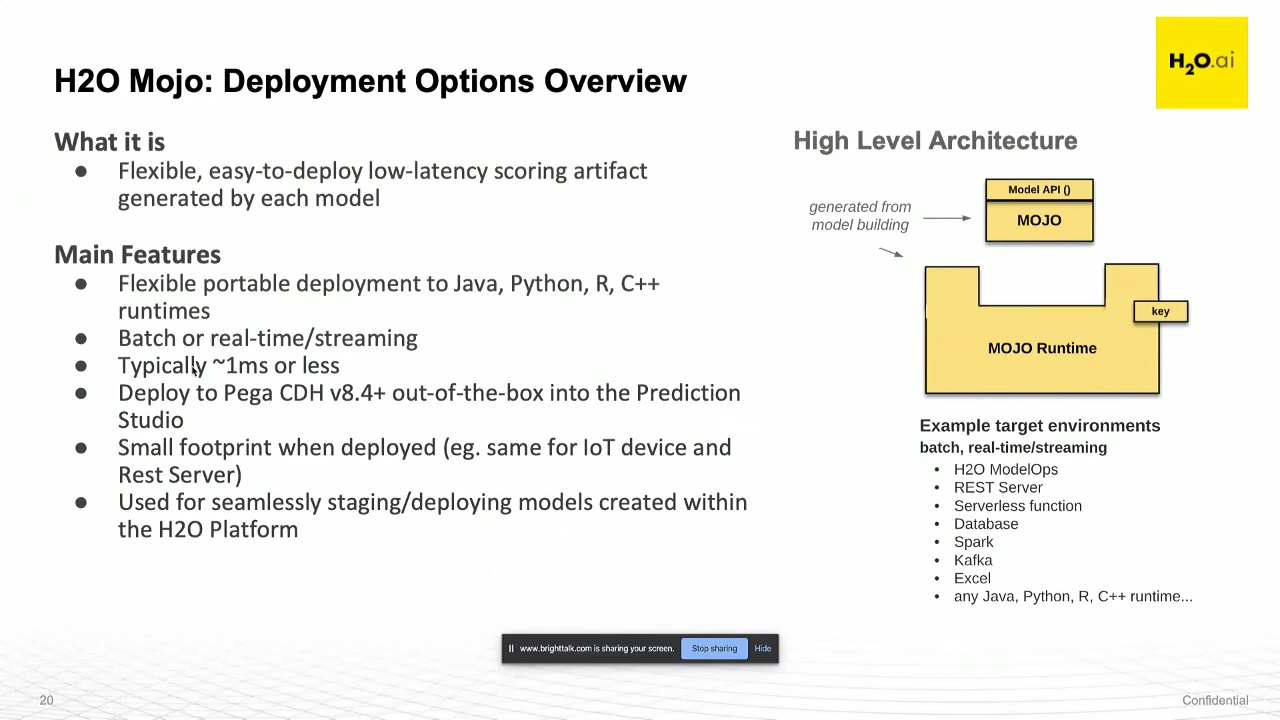 H2O Mojo: Deployment Options Overview
H2O.ai
What it is
● Flexible, easy-to-deploy low-latency scoring artifact
generated by each model
Main Features
● Flexible portable deployment to Java, Python, R, C++
runtimes
● Batch or real-time/streaming
● Typically ~1ms or less
● Deploy to Pega CDH v8.4+ out-of-the-box into the Prediction
Studio
● Small footprint when deployed (eg. same for IoT device and
Rest Server)
● Used for seamlessly staging/deploying models created within
the H2O Platform
High Level Architecture
generated from
model building
Model API ()
MOJO
key
MOJO Runtime
Example target environments
batch, real-time/streaming
• H2O ModelOps
• REST Server
• Serverless function
• Database
• Spark
• Kafka
• Excel
• any Java, Python, R, C++ runtime...
www.brighttalk.com is sharing your screen. Stop sharing Hide
20
Confidential